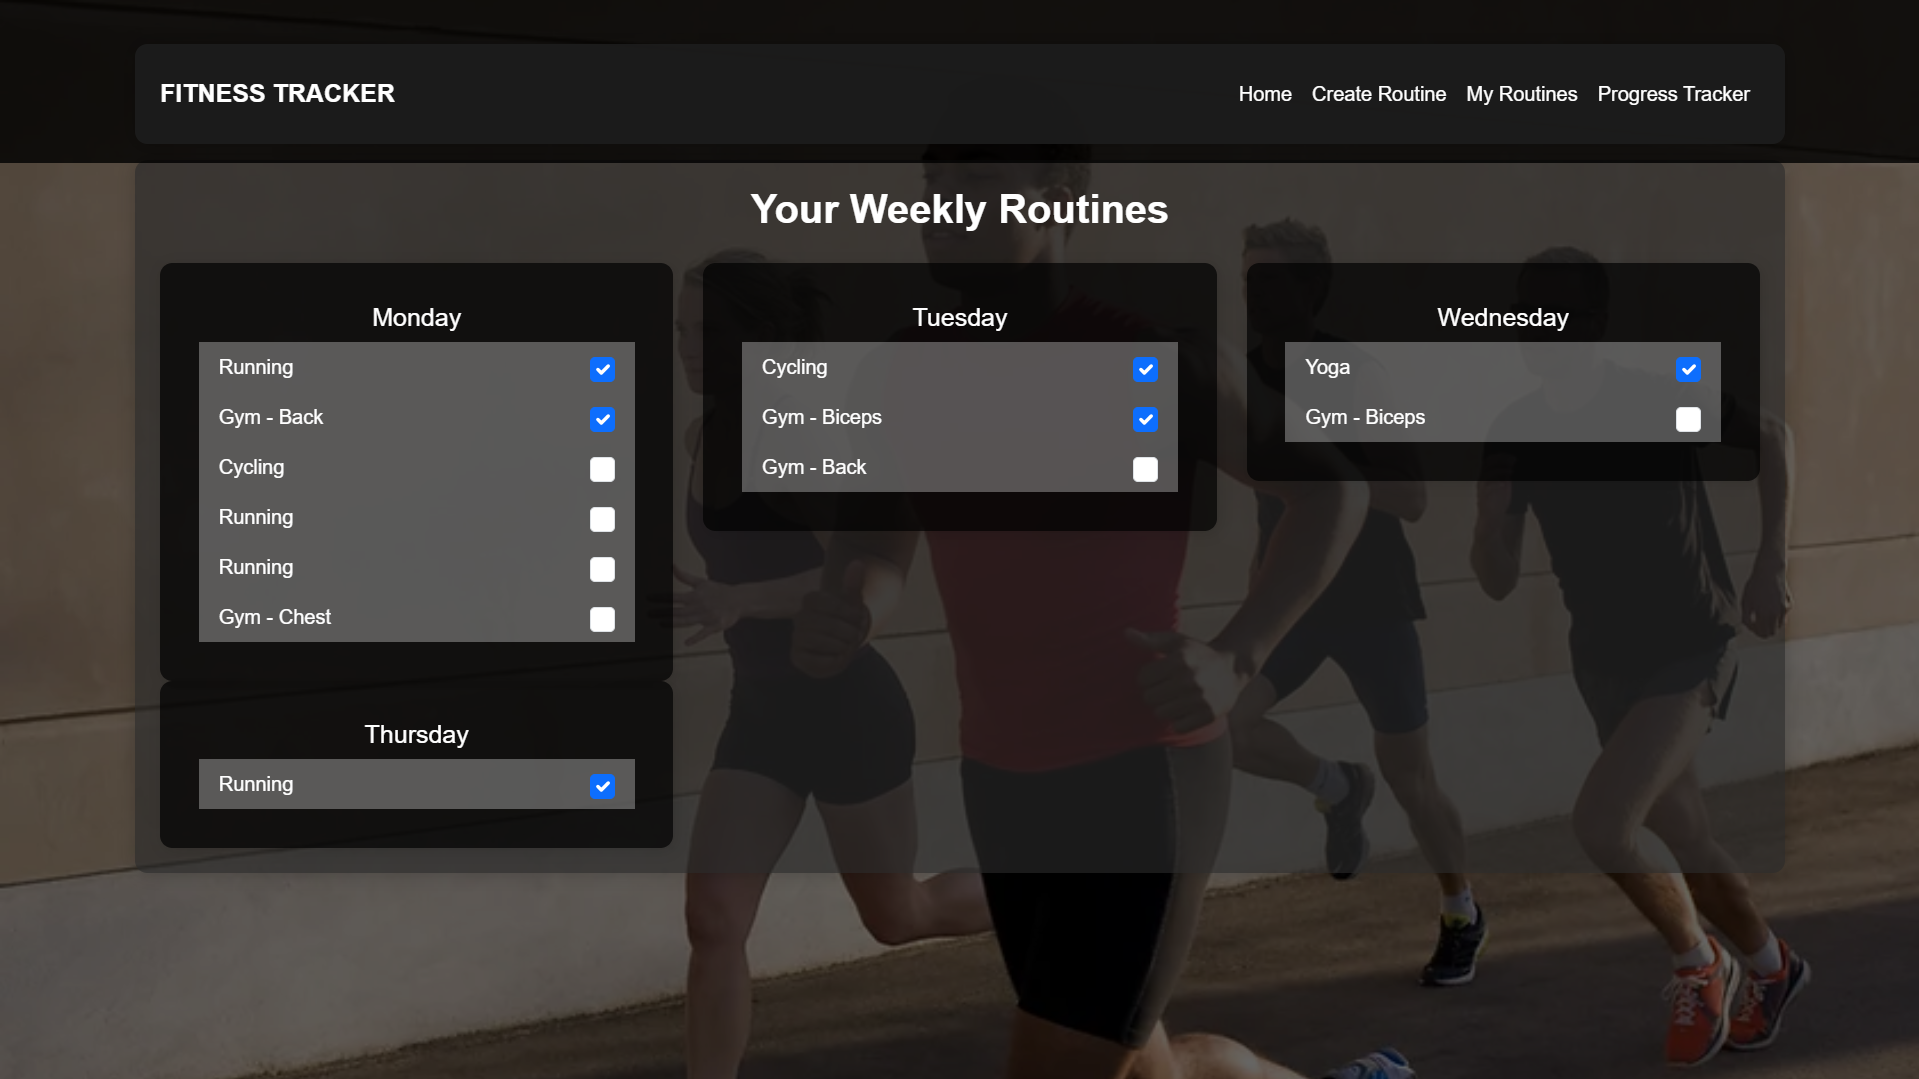 FITNESS TRACKER
Home Create Routine My Routines Progress Tracker
Your Weekly Routines
Monday
Running
Gym - Back
Cycling
Running
Running
Gym - Chest
Tuesday
Cycling
Gym - Biceps
Gym - Back
Wednesday
Yoga
Gym - Biceps
Thursday
Running